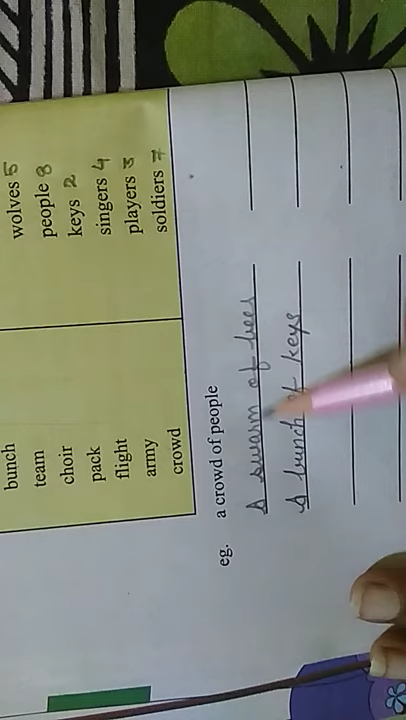 bunch wolves 5
team people 8
choir keys 2
pack singers 4
flight players 3
army soldiers 7
crowd
eg. a crowd of people
A swarm of bees
A bunch of keys